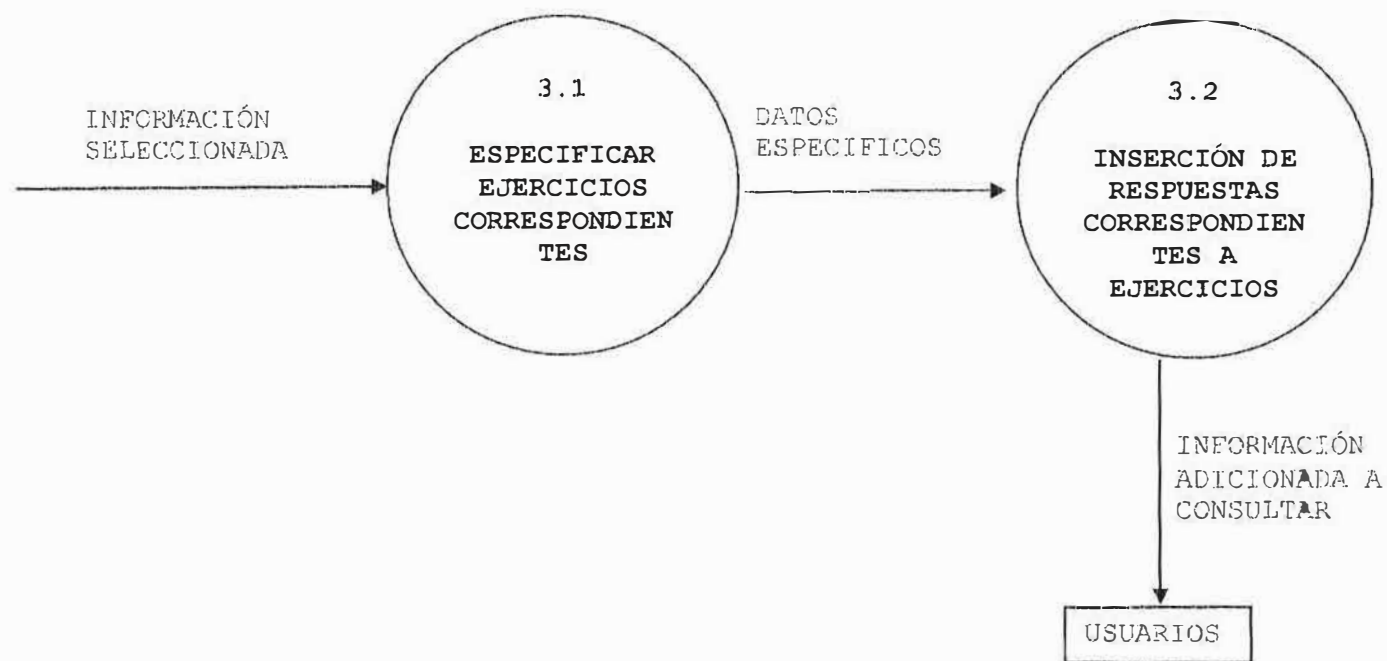 INFORMACIÓN
SELECCIONADA
3.1
ESPECIFICAR
EJERCICIOS
CORRESPONDIEN
TES
DATOS
ESPECIFICOS
3.2
INSERCIÓN DE
RESPUESTAS
CORRESPONDIEN
TES A
EJERCICIOS
INFORMACIÓN
ADICIONADA A
CONSULTAR
USUARIOS